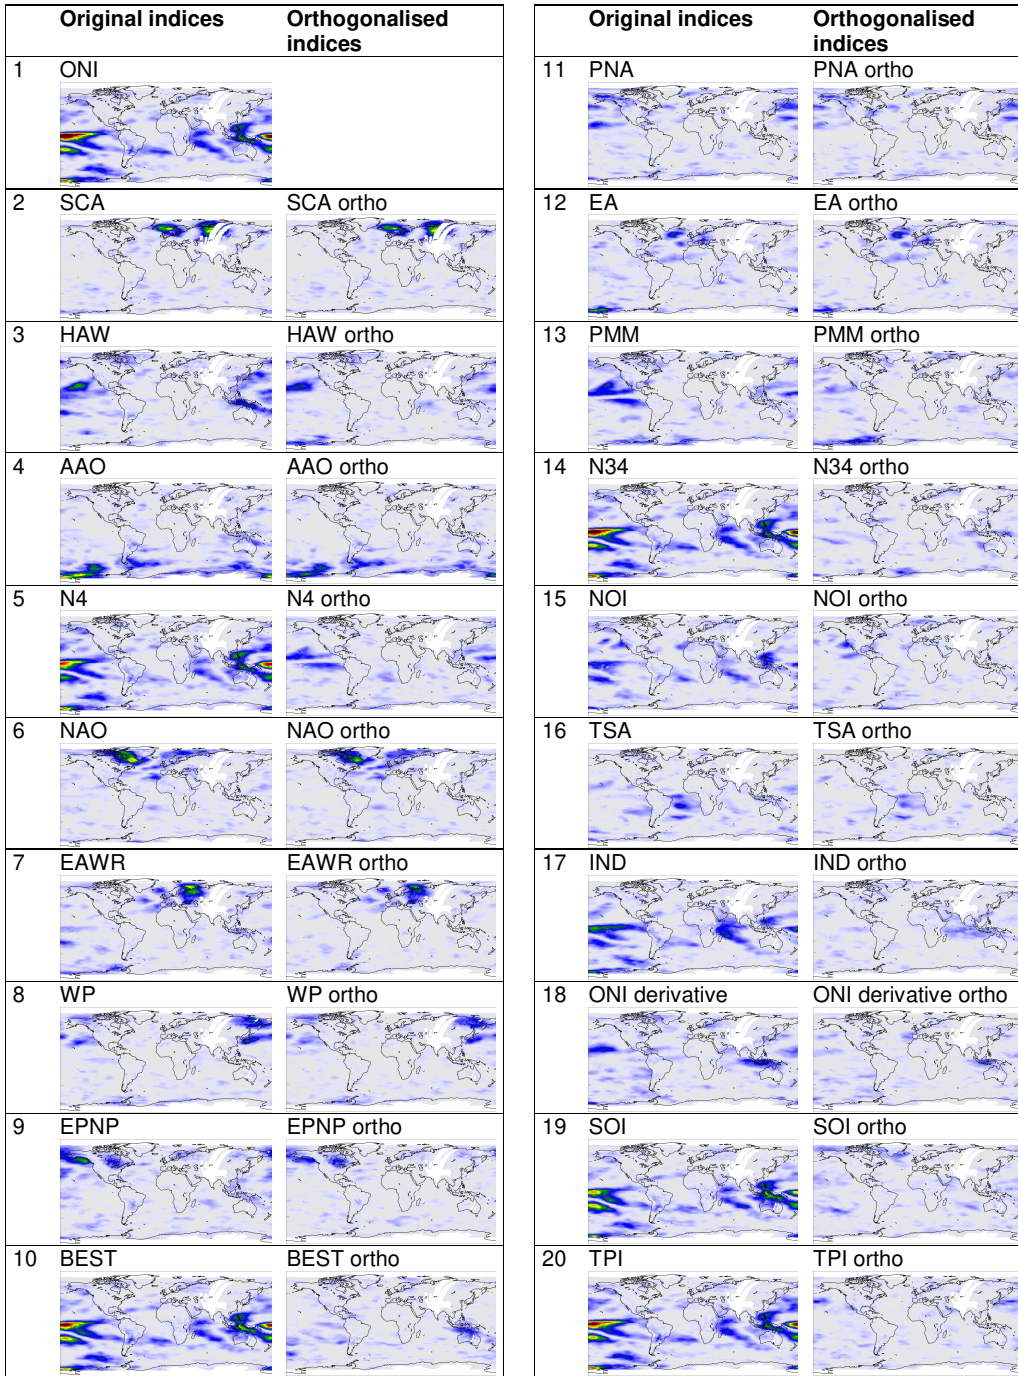 Original indices Orthogonalised indices
1 ONI
2 SCA SCA ortho
3 HAW HAW ortho
4 AAO AAO ortho
5 N4 N4 ortho
6 NAO NAO ortho
7 EAWR EAWR ortho
8 WP WP ortho
9 EPNP EPNP ortho
10 BEST BEST ortho
Original indices Orthogonalised indices
11 PNA PNA ortho
12 EA EA ortho
13 PMM PMM ortho
14 N34 N34 ortho
15 NOI NOI ortho
16 TSA TSA ortho
17 IND IND ortho
18 ONI derivative ONI derivative ortho
19 SOI SOI ortho
20 TPI TPI ortho